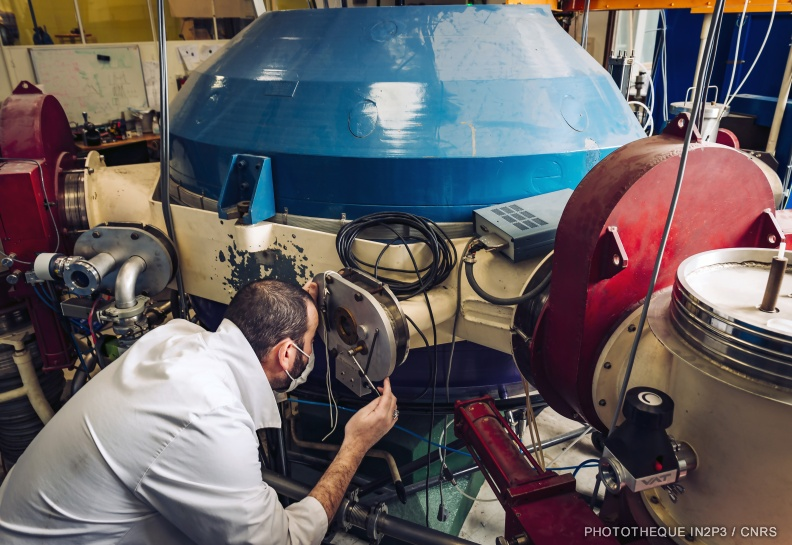 VAT
PHOTOTHEQUE IN2P3 / CNRS